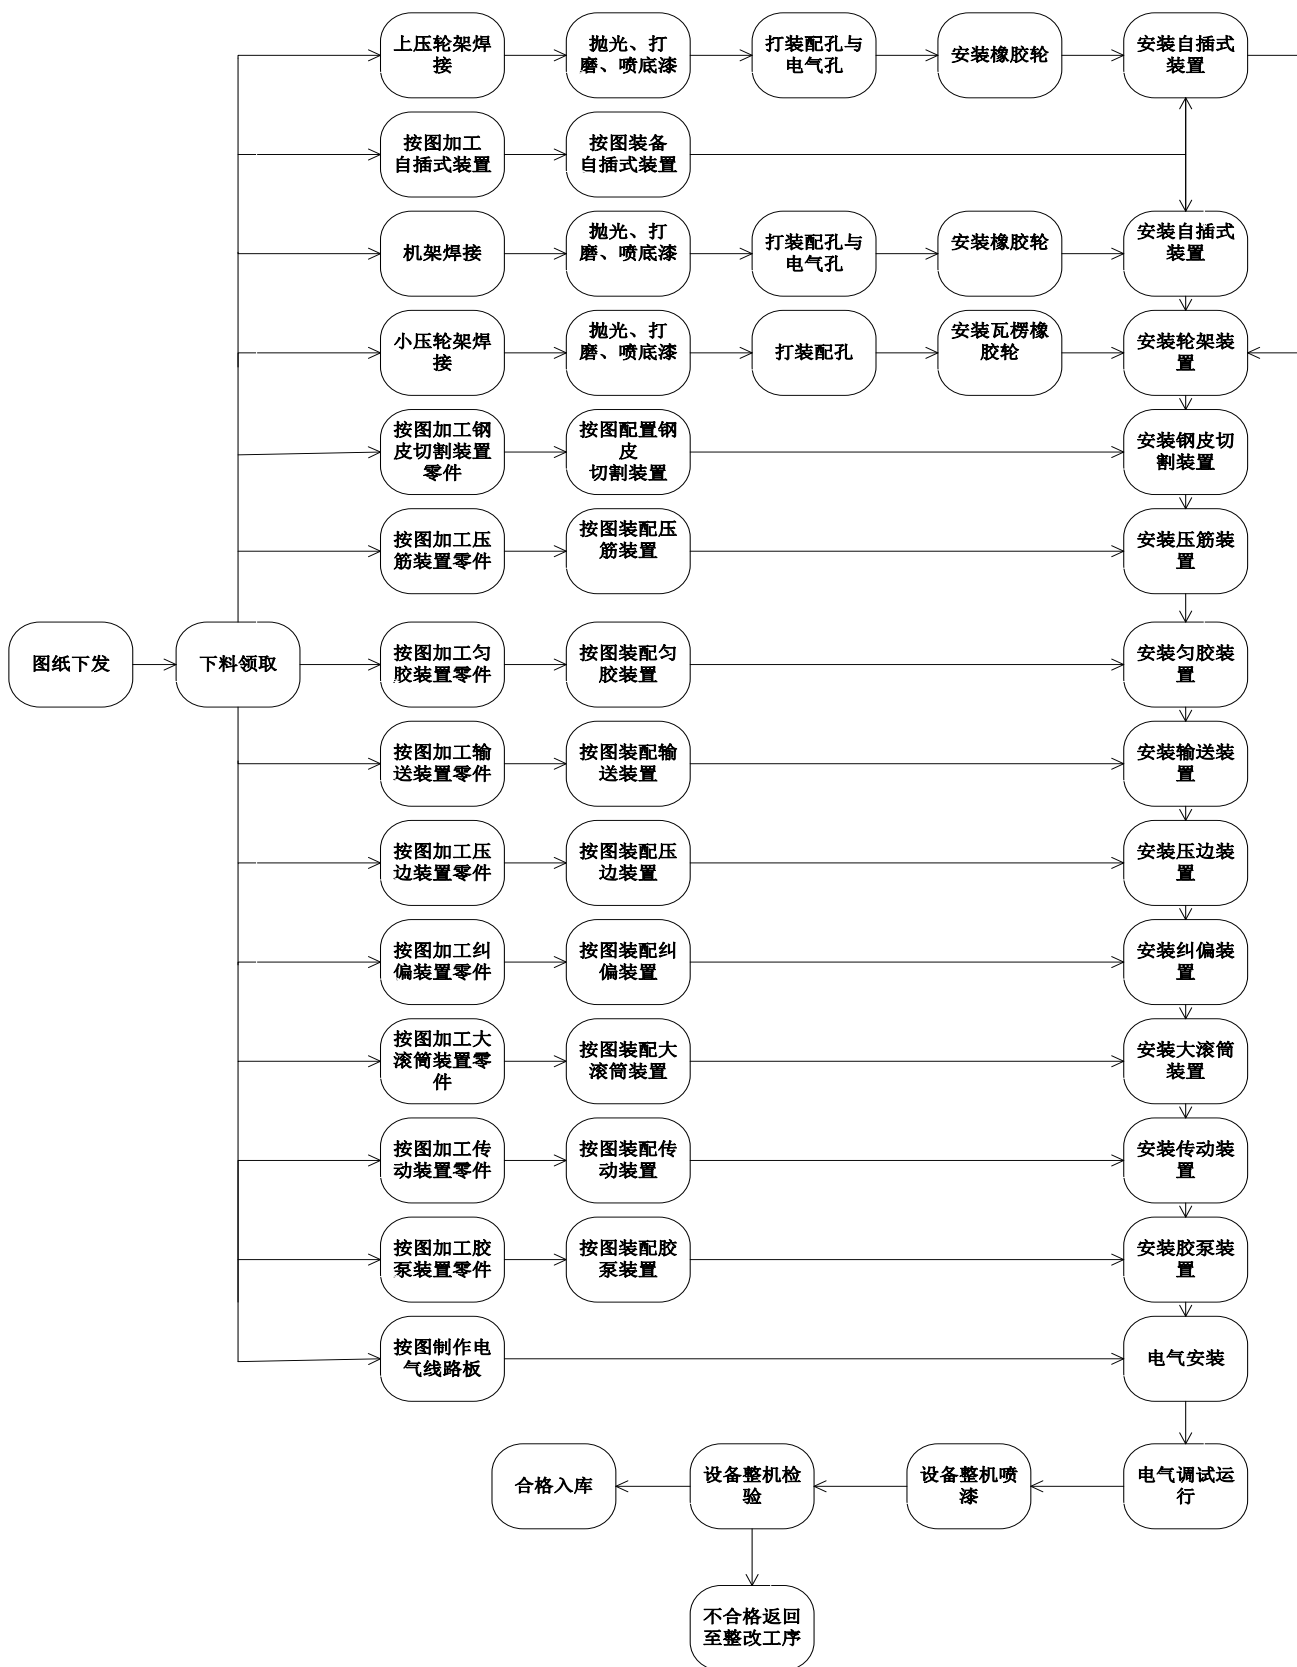 上压轮架焊
接
抛光、打
磨、喷底漆
打装配孔与
电气孔
安装橡胶轮
安装自插式
装置
按图加工
自插式装置
按图装备
自插式装置
机架焊接
抛光、打
磨、喷底漆
打装配孔与
电气孔
安装橡胶轮
安装自插式
装置
小压轮架焊
接
抛光、打
磨、喷底漆
打装配孔
安装瓦楞橡
胶轮
安装轮架装
置
按图加工钢
皮切割装置
零件
按图配置钢
皮
切割装置
安装钢皮切
割装置
按图加工压
筋装置零件
按图装配压
筋装置
安装压筋装
置
图纸下发
下料领取
按图加工匀
胶装置零件
按图装配匀
胶装置
安装匀胶装
置
按图加工输
送装置零件
按图装配输
送装置
安装输送装
置
按图加工压
边装置零件
按图装配压
边装置
安装压边装
置
按图加工纠
偏装置零件
按图装配纠
偏装置
安装纠偏装
置
按图加工大
滚筒装置零
件
按图装配大
滚筒装置
安装大滚筒
装置
按图加工传
动装置零件
按图装配传
动装置
安装传动装
置
按图加工胶
泵装置零件
按图装配胶
泵装置
安装胶泵装
置
按图制作电
气线路板
电气安装
合格入库
设备整机检
验
设备整机喷
漆
电气调试运
行
不合格返回
至整改工序